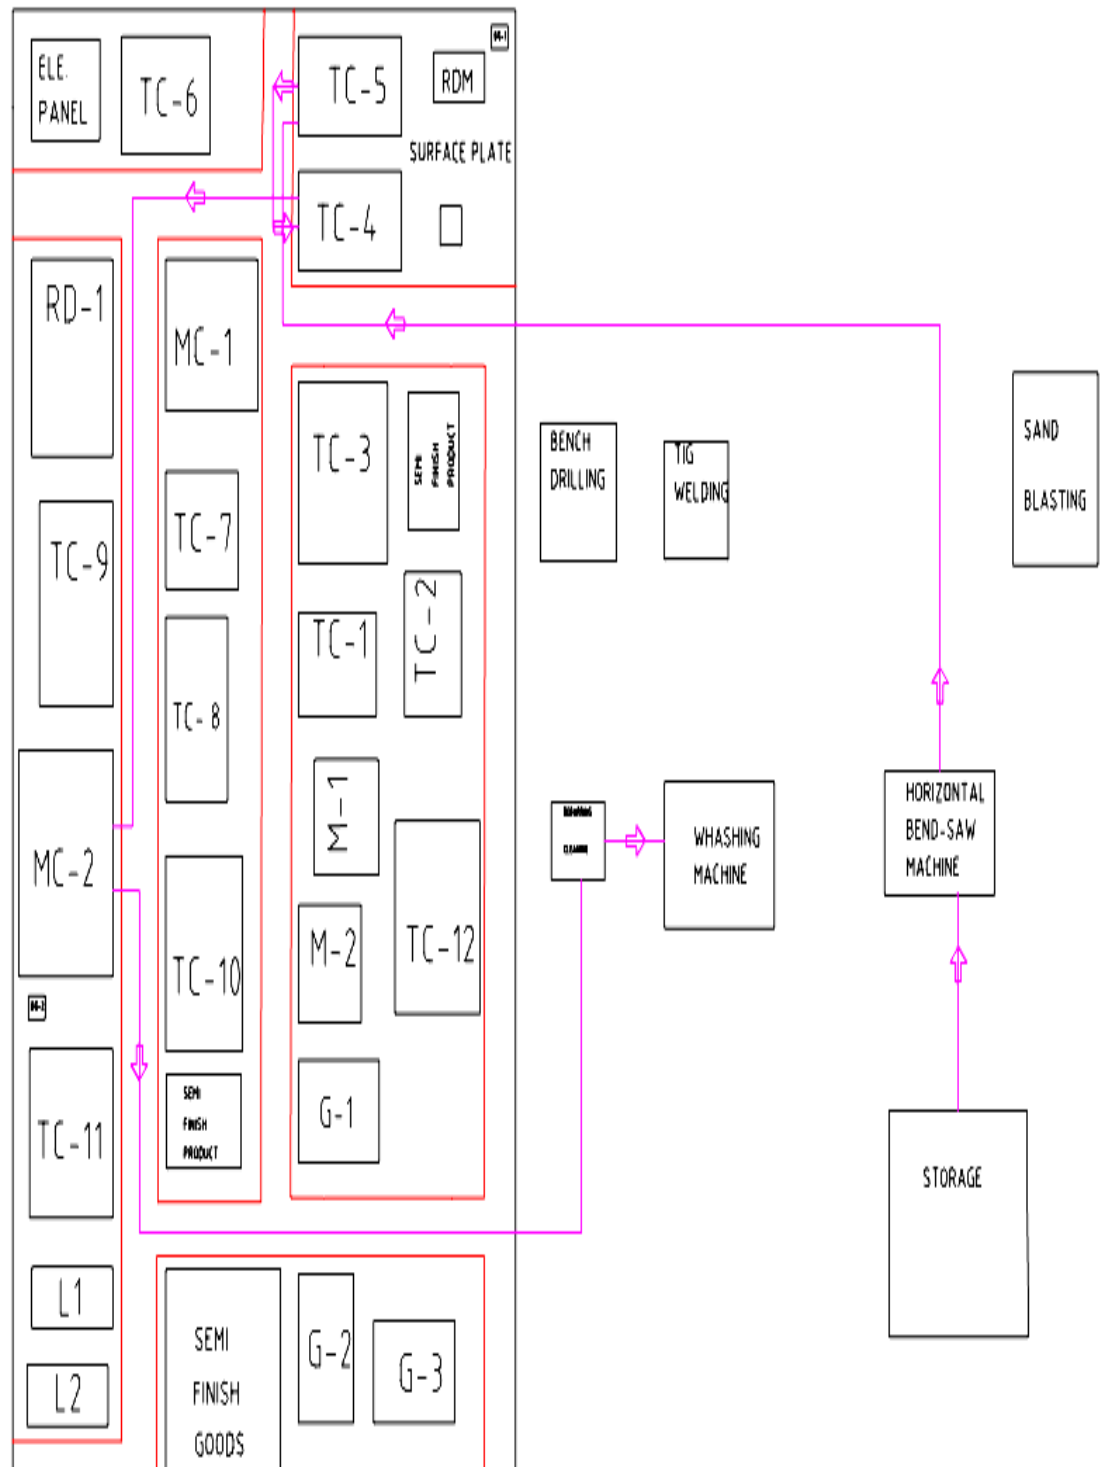 ELE.
PANEL
TC-6
TC-5
RDM
SURFACE PLATE
TC-4
RD-1
MC-1
TC-3
SEMI
FINISH
PRODUCT
BENCH
DRILLING
TIG
WELDING
SAND
BLASTING
TC-9
TC-7
TC-1
TC-2
TC-8
M-1
MC-2
CLEANING
WHASHING
MACHINE
HORIZONTAL
BEND-SAW
MACHINE
M-2
TC-12
TC-10
TC-11
SEMI
FINISH
PRODUCT
G-1
STORAGE
L1
L2
SEMI
FINISH
GOODS
G-2
G-3